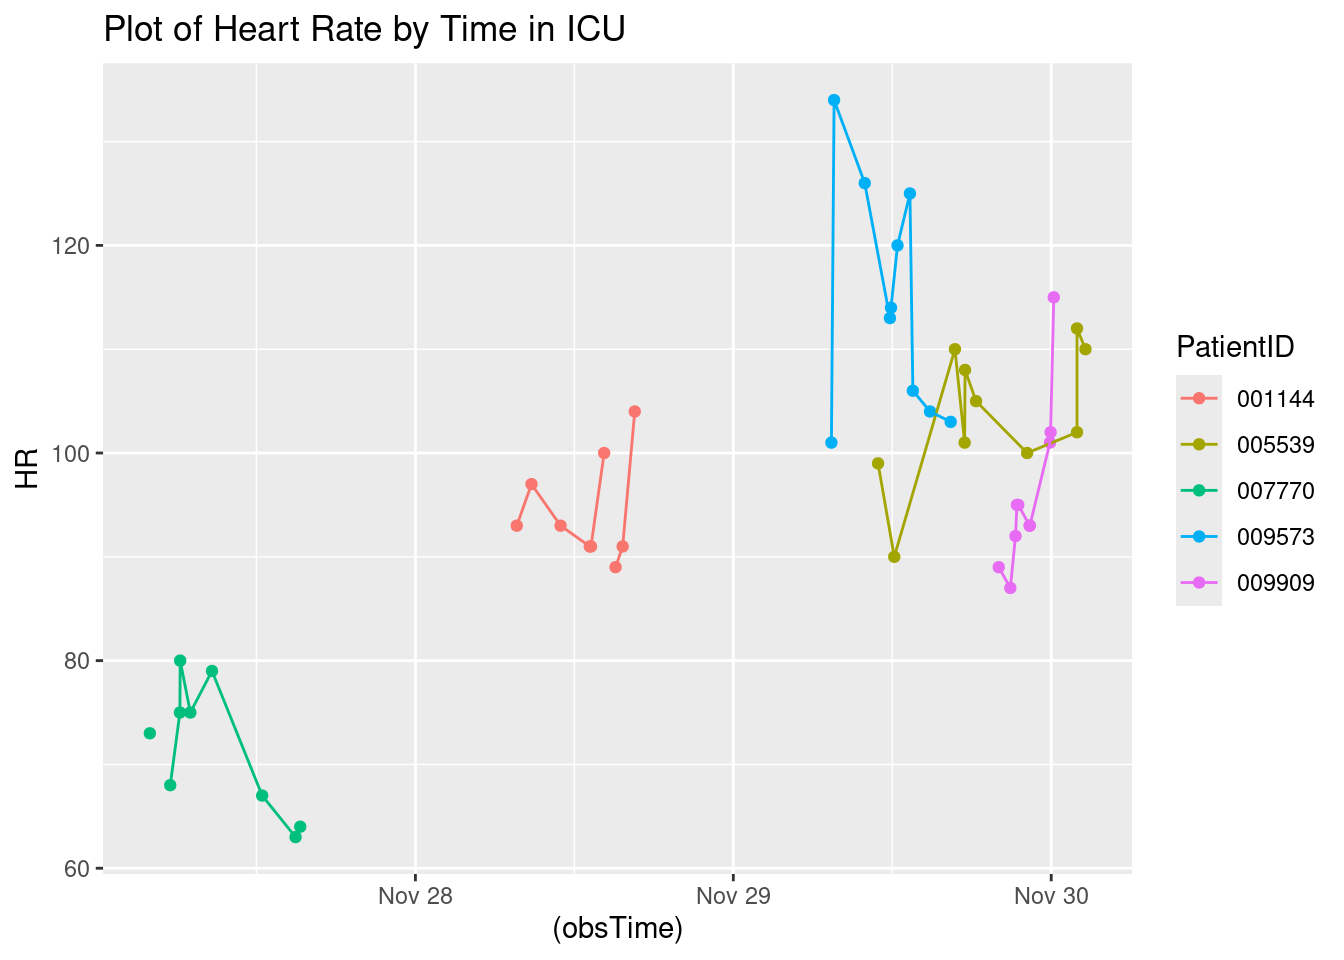 Plot of Heart Rate by Time in ICU
HR
120
100
80
60
Nov 28
Nov 29
Nov 30
(obsTime)
PatientID
001144
005539
007770
009573
009909